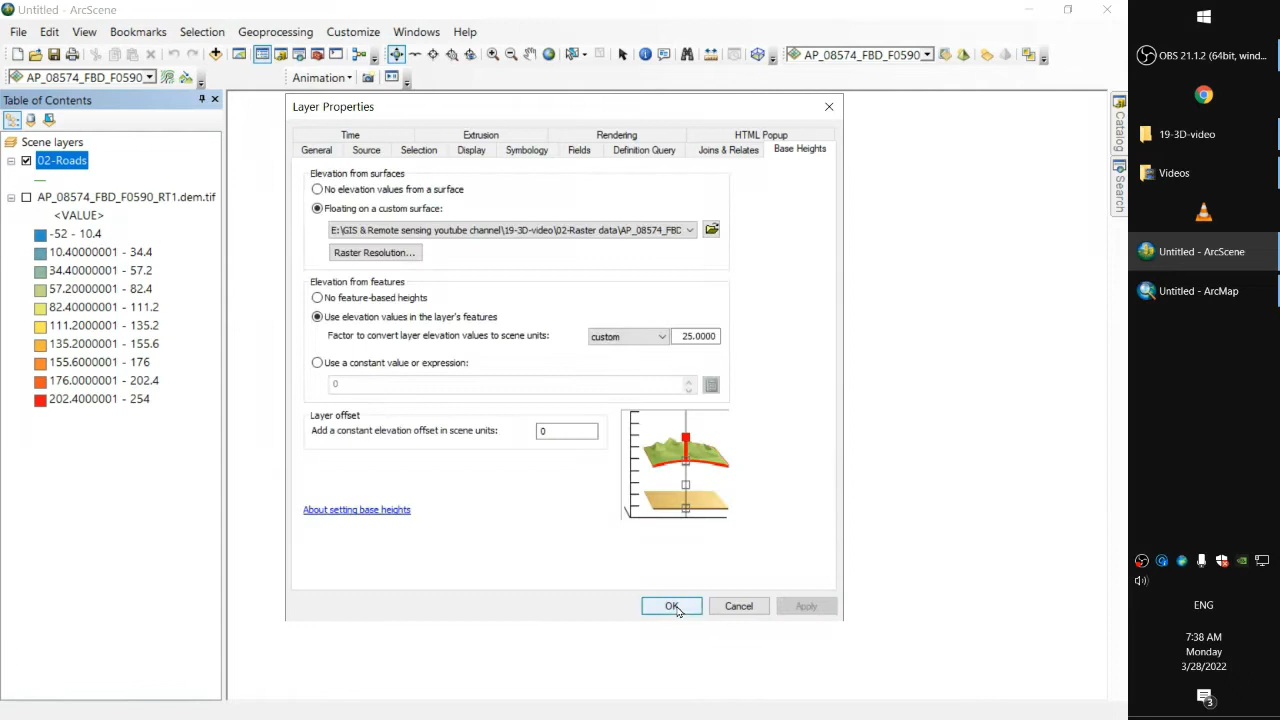 Untitled - ArcScene
File Edit View Bookmarks Selection Geoprocessing Customize Windows Help
AP_08574_FBD_F0590
AP_08574_FBD_F0590
Animation
Table of Contents
Scene layers
02-Roads
AP_08574_FBD_F0590_RT1.dem.tif
<VALUE>
-52 - 10.4
10.40000001 - 34.4
34.4000001 - 57.2
57.2000001 - 82.4
82.4000001 - 111.2
111.2000001 - 135.2
135.2000001 - 155.6
155.6000001 - 176
176.0000001 - 202.4
202.4000001 - 254
Layer Properties
Time Extrusion Rendering HTML Popup
General Source Selection Display Symbology Fields Definition Query Joins & Relates Base Heights
Elevation from surfaces
No elevation values from a surface
Floating on a custom surface:
E:\GIS & Remote sensing youtube channel\19-3D-video\02-Raster data\AP_08574_FBD
Raster Resolution...
Elevation from features
No feature-based heights
Use elevation values in the layer's features
Factor to convert layer elevation values to scene units: custom 25.0000
Use a constant value or expression:
0
Layer offset
Add a constant elevation offset in scene units: 0
About setting base heights
OK Cancel Apply
Catalog
Search
OBS 21.1.2 (64bit, wind...
19-3D-video
Videos
Untitled - ArcScene
Untitled - ArcMap
ENG
7:38 AM
Monday
3/28/2022
3